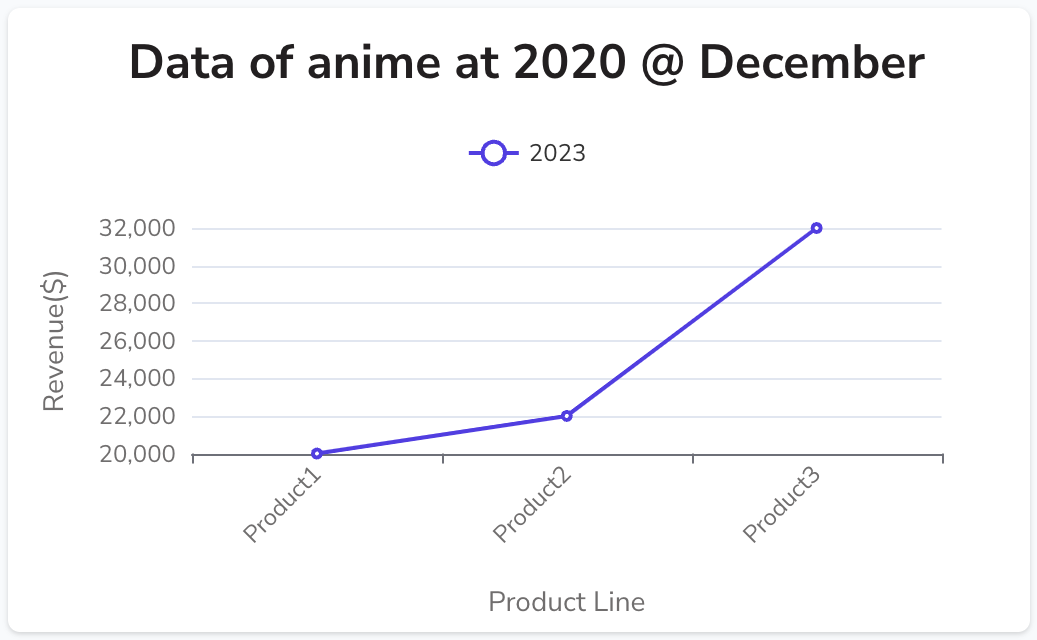 Data of anime at 2020 @ December
2023
Revenue($)
32,000
30,000
28,000
26,000
24,000
22,000
20,000
Product1
Product2
Product3
Product Line